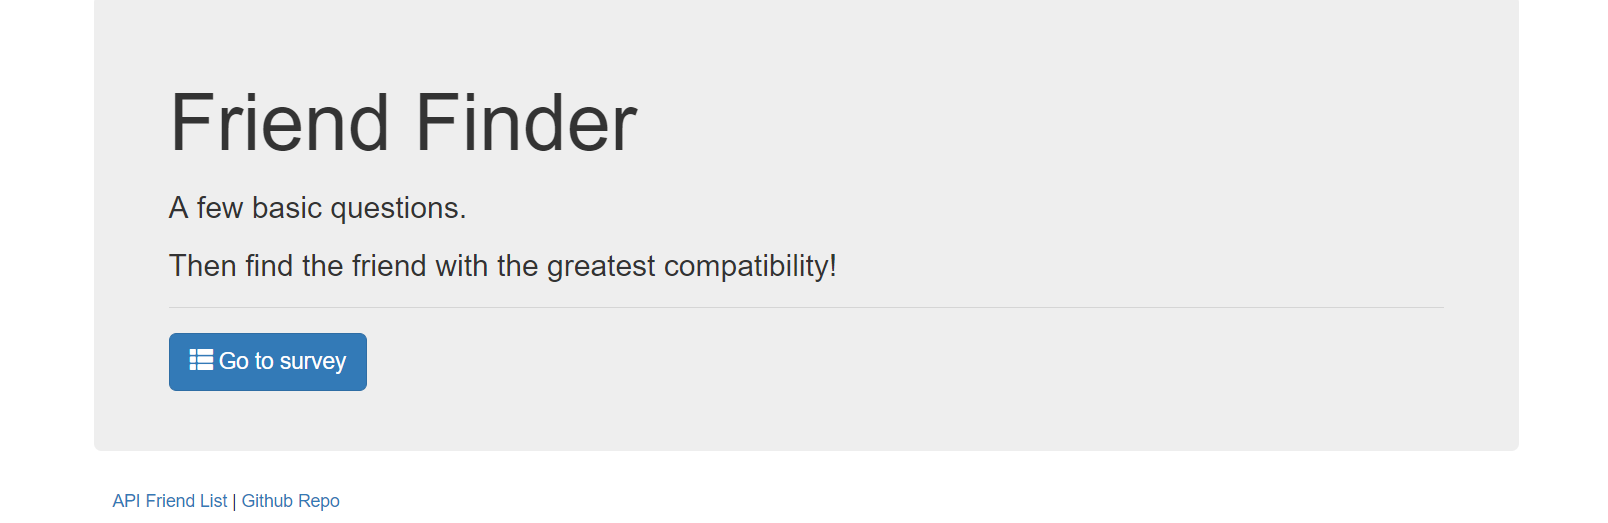 Friend Finder
A few basic questions.
Then find the friend with the greatest compatibility!
Go to survey
API Friend List | Github Repo